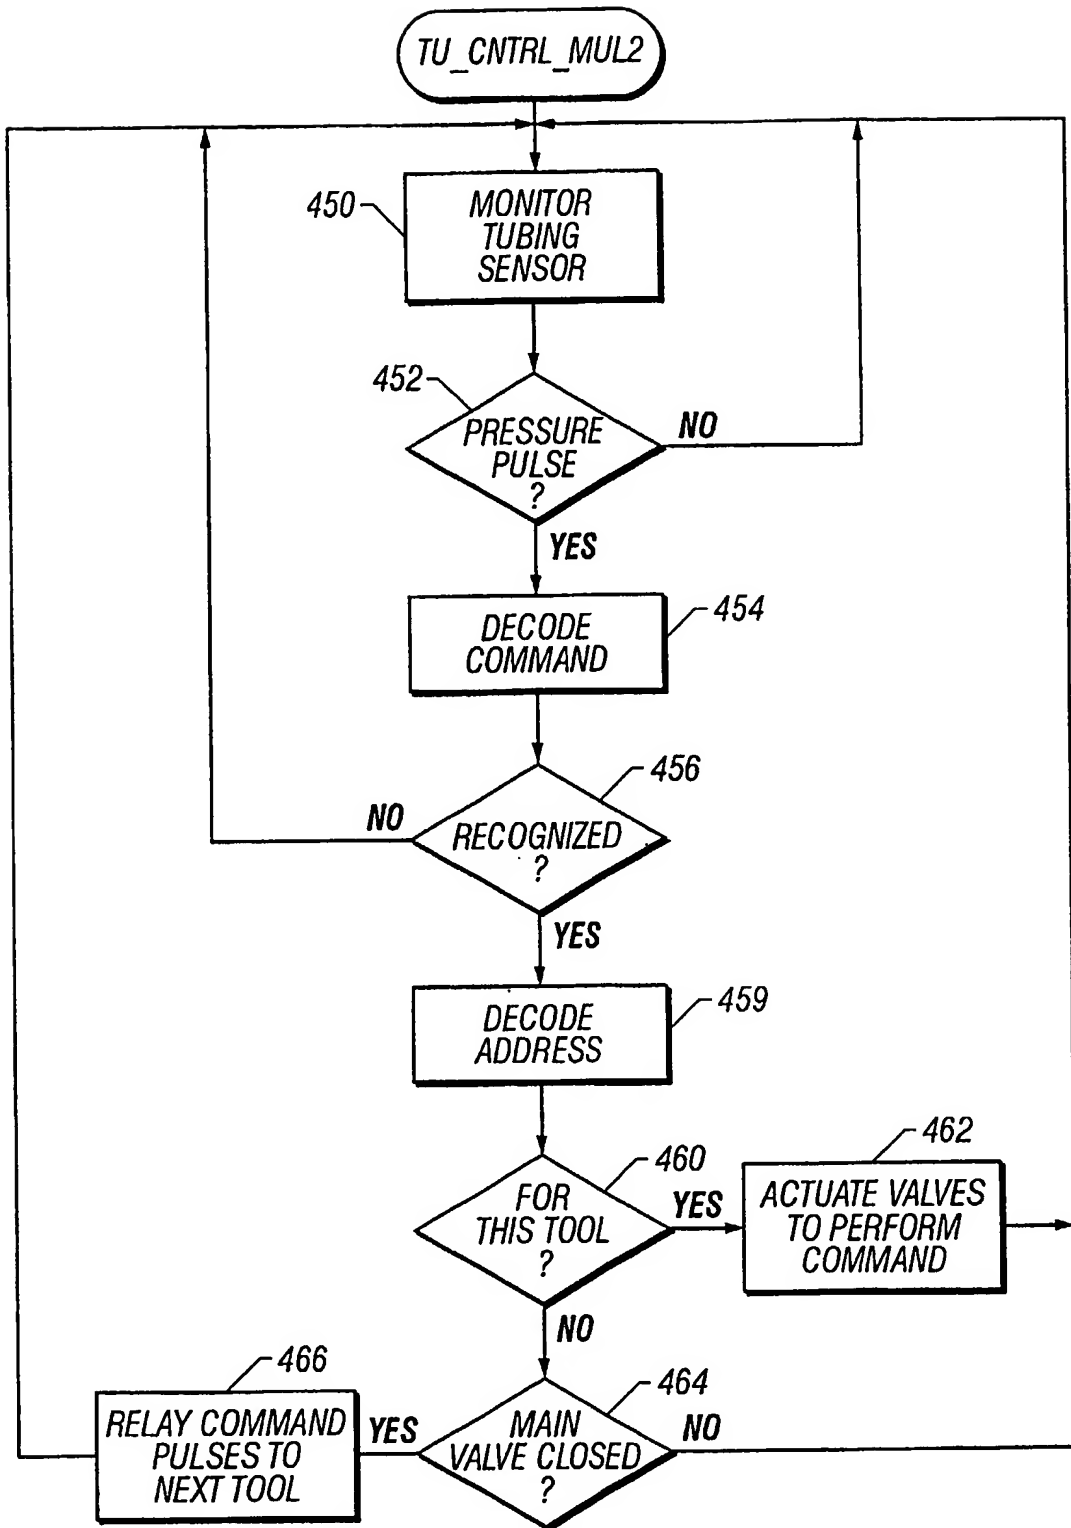 TU_CNTRL_MUL2
450
MONITOR
TUBING
SENSOR
452
PRESSURE
PULSE
?
NO
YES
DECODE
COMMAND
454
456
NO
RECOGNIZED
?
YES
DECODE
ADDRESS
459
460
FOR
THIS TOOL
?
YES
462
ACTUATE VALVES
TO PERFORM
COMMAND
NO
466
RELAY COMMAND
PULSES TO
NEXT TOOL
YES
464
MAIN
VALVE CLOSED
?
NO